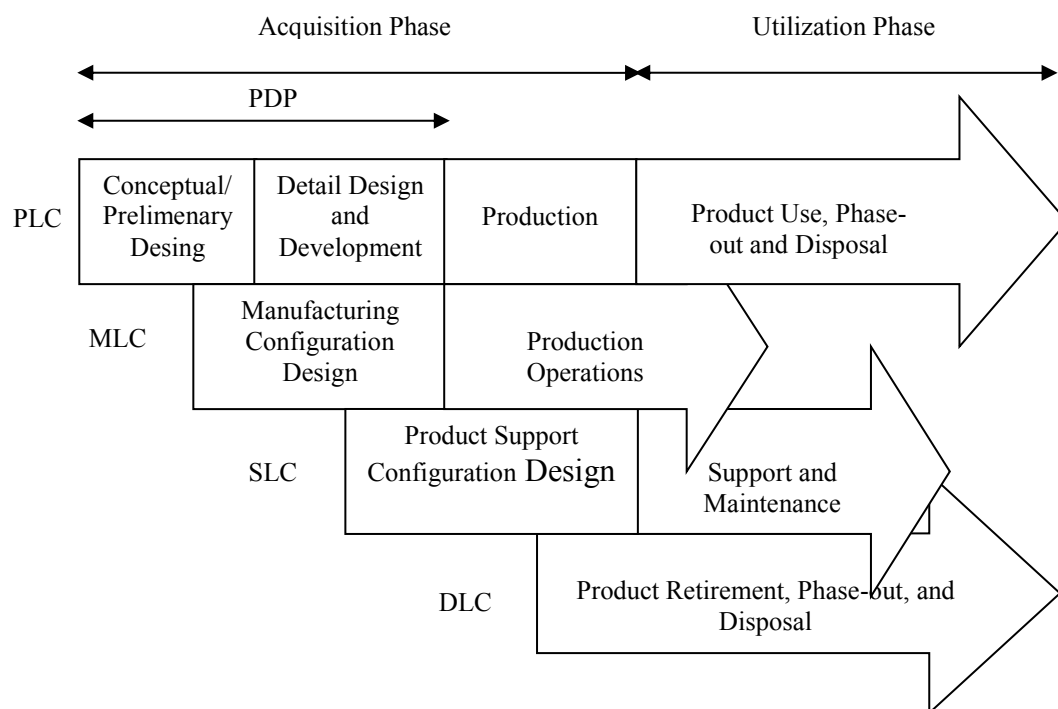 Acquisition Phase
Utilization Phase
PDP
PLC
Conceptual/
Prelimenary
Desing
Detail Design
and
Development
Production
Product Use, Phase-
out and Disposal
MLC
Manufacturing
Configuration
Design
Production
Operations
SLC
Product Support
Configuration Design
Support and
Maintenance
DLC
Product Retirement, Phase-out, and
Disposal